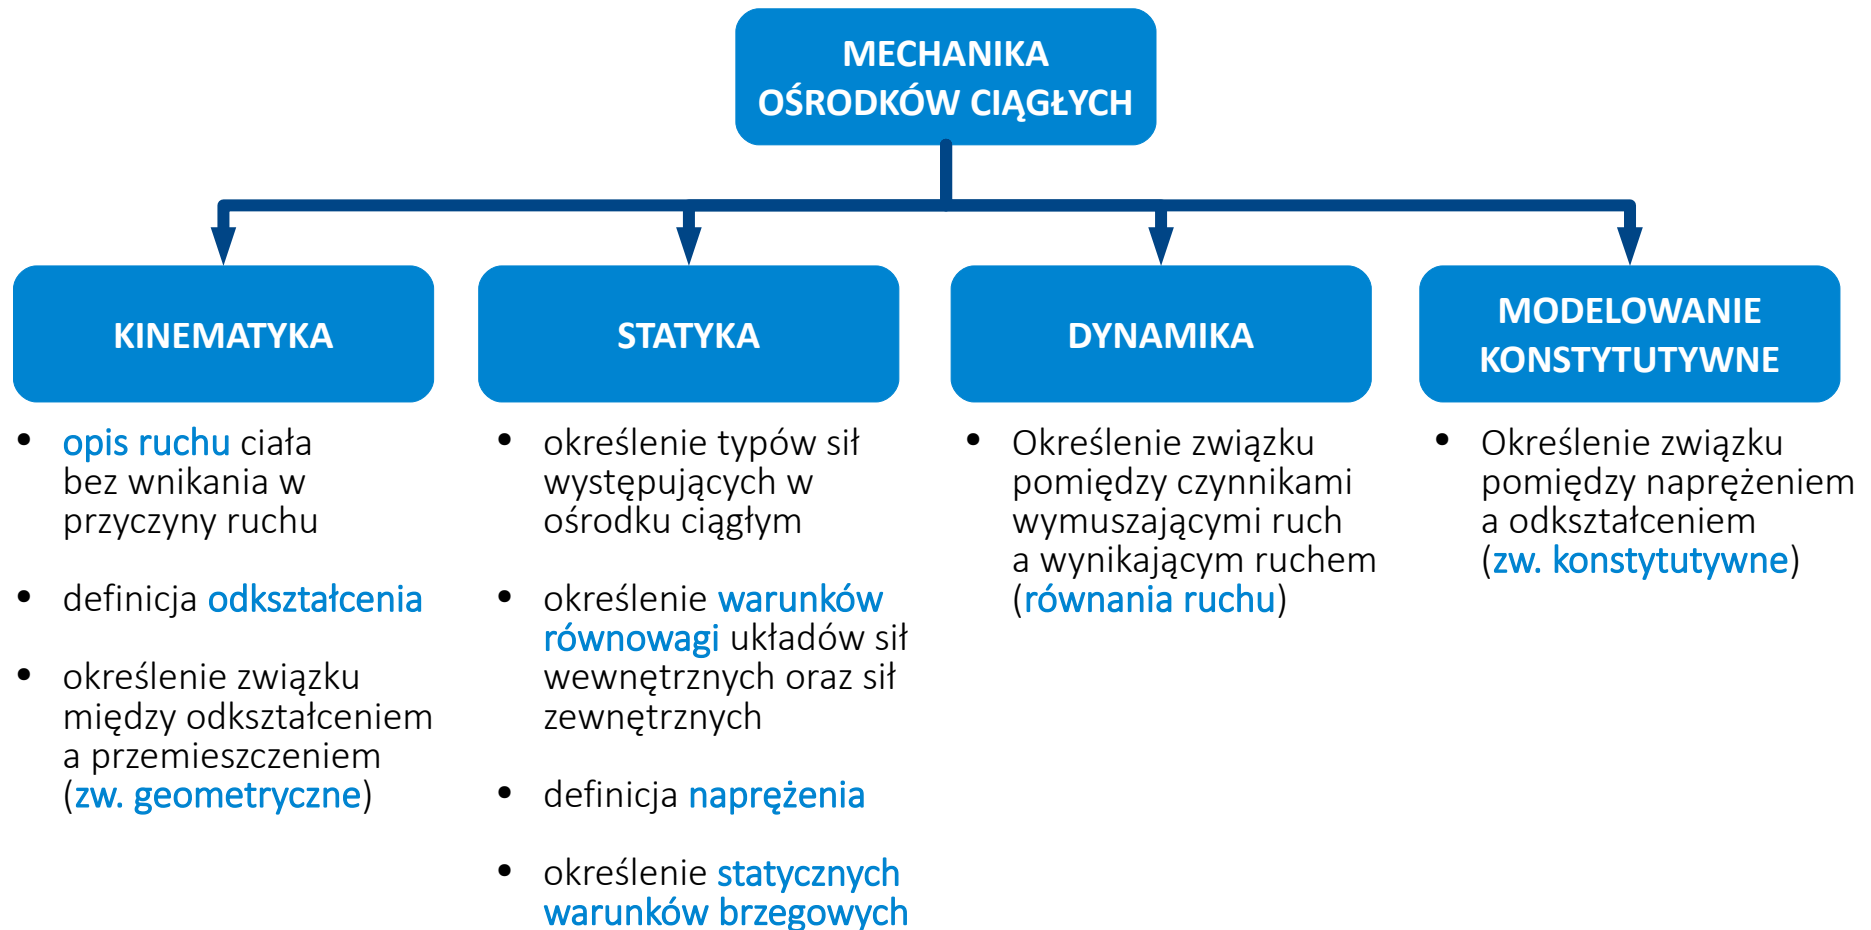 MECHANIKA
OŚRODKÓW CIĄGŁYCH
KINEMATYKA
• opis ruchu ciała
bez wnikania w
przyczyny ruchu
• definicja odkształcenia
• określenie związku
między odkształceniem
a przemieszczeniem
(zw. geometryczne)
STATYKA
• określenie typów sił
występujących w
ośrodku ciągłym
• określenie warunków
równowagi układów sił
wewnętrznych oraz sił
zewnętrznych
• definicja naprężenia
• określenie statycznych
warunków brzegowych
DYNAMIKA
• Określenie związku
pomiędzy czynnikami
wymuszającymi ruch
a wynikającym ruchem
(równania ruchu)
MODELOWANIE
KONSTYTUTYWNE
• Określenie związku
pomiędzy naprężeniem
a odkształceniem
(zw. konstytutywne)